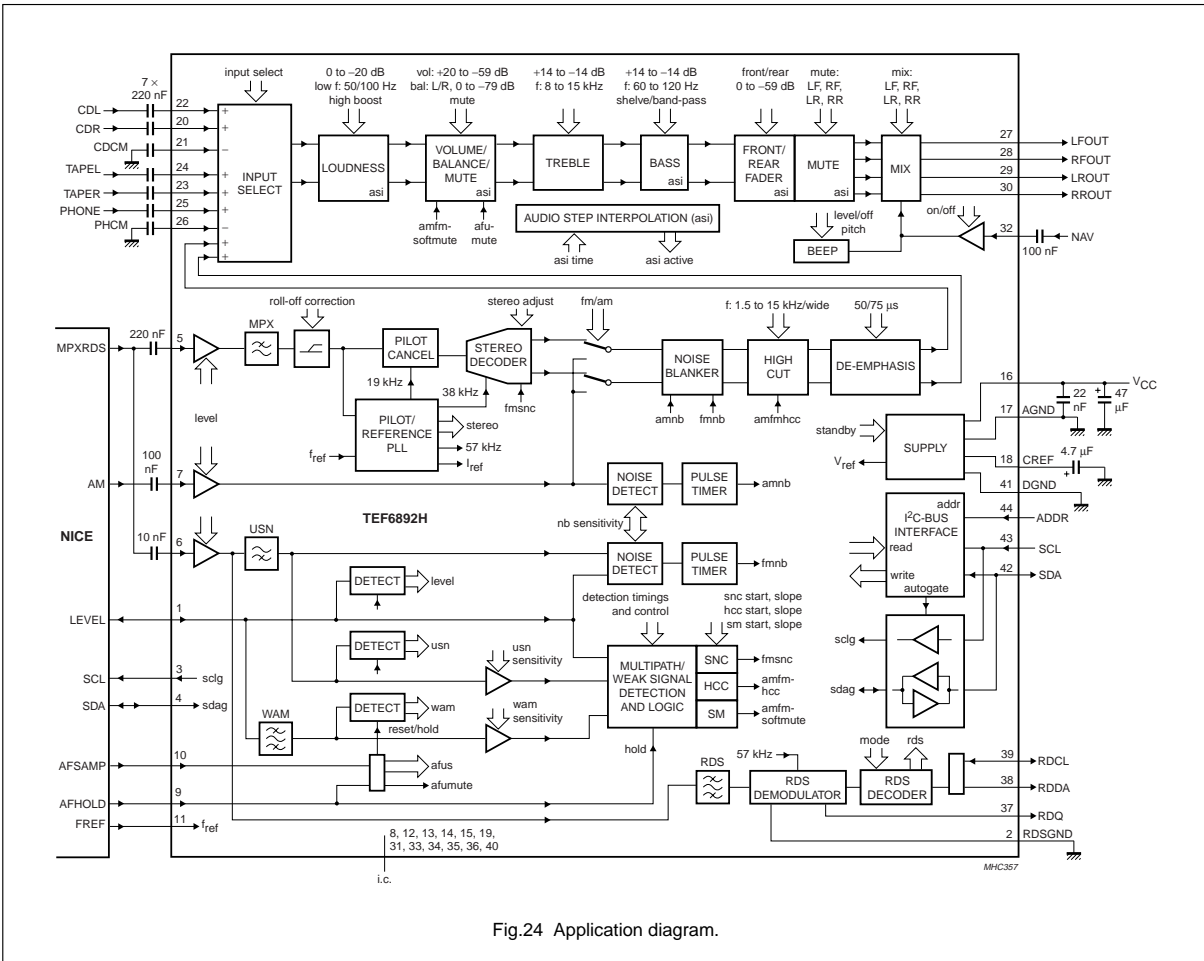 input select
0 to −20 dB
low f: 50/100 Hz
high boost
vol: +20 to −59 dB
bal: L/R, 0 to −79 dB
mute
+14 to −14 dB
f: 8 to 15 kHz
+14 to −14 dB
f: 60 to 120 Hz
shelve/band-pass
front/rear
0 to −59 dB
mute:
LF, RF,
LR, RR
mix:
LF, RF,
LR, RR
7 ×
220 nF
CDL
22
+
CDR
20
+
CDCM
21
−
TAPEL
24
+
TAPER
23
+
PHONE
25
+
PHCM
26
−
+
+
INPUT
SELECT
LOUDNESS
asi
VOLUME/
BALANCE/
MUTE
asi
TREBLE
BASS
asi
FRONT/
REAR
FADER
asi
MUTE
asi
MIX
27
LFOUT
28
RFOUT
29
LROUT
30
RROUT
amfm-
softmute
afu-
mute
AUDIO STEP INTERPOLATION (asi)
asi time
asi active
level/off
pitch
BEEP
on/off
32
NAV
100 nF
roll-off correction
stereo adjust
fm/am
f: 1.5 to 15 kHz/wide
50/75 μs
MPXRDS
220 nF
5
MPX
PILOT
CANCEL
STEREO
DECODER
NOISE
BLANKER
HIGH
CUT
DE-EMPHASIS
19 kHz
38 kHz
fmsnc
amnb
fmnb
amfmhcc
level
PILOT/
REFERENCE
PLL
stereo
57 kHz
fref
Iref
16
VCC
22
nF
+
47
μF
17
AGND
standby
SUPPLY
Vref
18
CREF
4.7 μF
+
41
DGND
100
nF
AM
7
NOISE
DETECT
PULSE
TIMER
amnb
TEF6892H
nb sensitivity
NICE
10 nF
6
USN
NOISE
DETECT
PULSE
TIMER
fmnb
addr
I2C-BUS
INTERFACE
read
write
autogate
44
ADDR
43
SCL
42
SDA
DETECT
level
detection timings
and control
snc start, slope
hcc start, slope
sm start, slope
LEVEL
1
DETECT
usn
usn
sensitivity
MULTIPATH/
WEAK SIGNAL
DETECTION
AND LOGIC
SNC
fmsnc
HCC
amfm-
hcc
SM
amfm-
softmute
sclg
sdag
SCL
3
sclg
SDA
4
sdag
WAM
DETECT
wam
reset/hold
wam
sensitivity
hold
AFSAMP
10
afus
afumute
AFHOLD
9
FREF
11
fref
RDS
57 kHz
RDS
DEMODULATOR
mode
rds
RDS
DECODER
39
RDCL
38
RDDA
37
RDQ
2
RDSGND
8, 12, 13, 14, 15, 19,
31, 33, 34, 35, 36, 40
i.c.
MHC357
Fig.24 Application diagram.